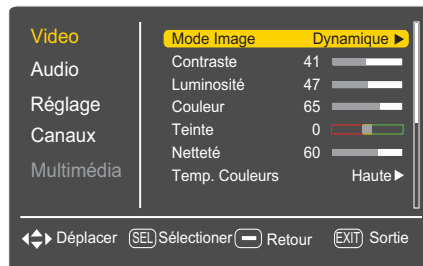 Video
Audio
Réglage
Canaux
Multimédia
Mode Image Dynamique
Contraste 41
Luminosité 47
Couleur 65
Teinte 0
Netteté 60
Temp. Couleurs Haute
Déplacer SEL Sélectioner Retour EXIT Sortie